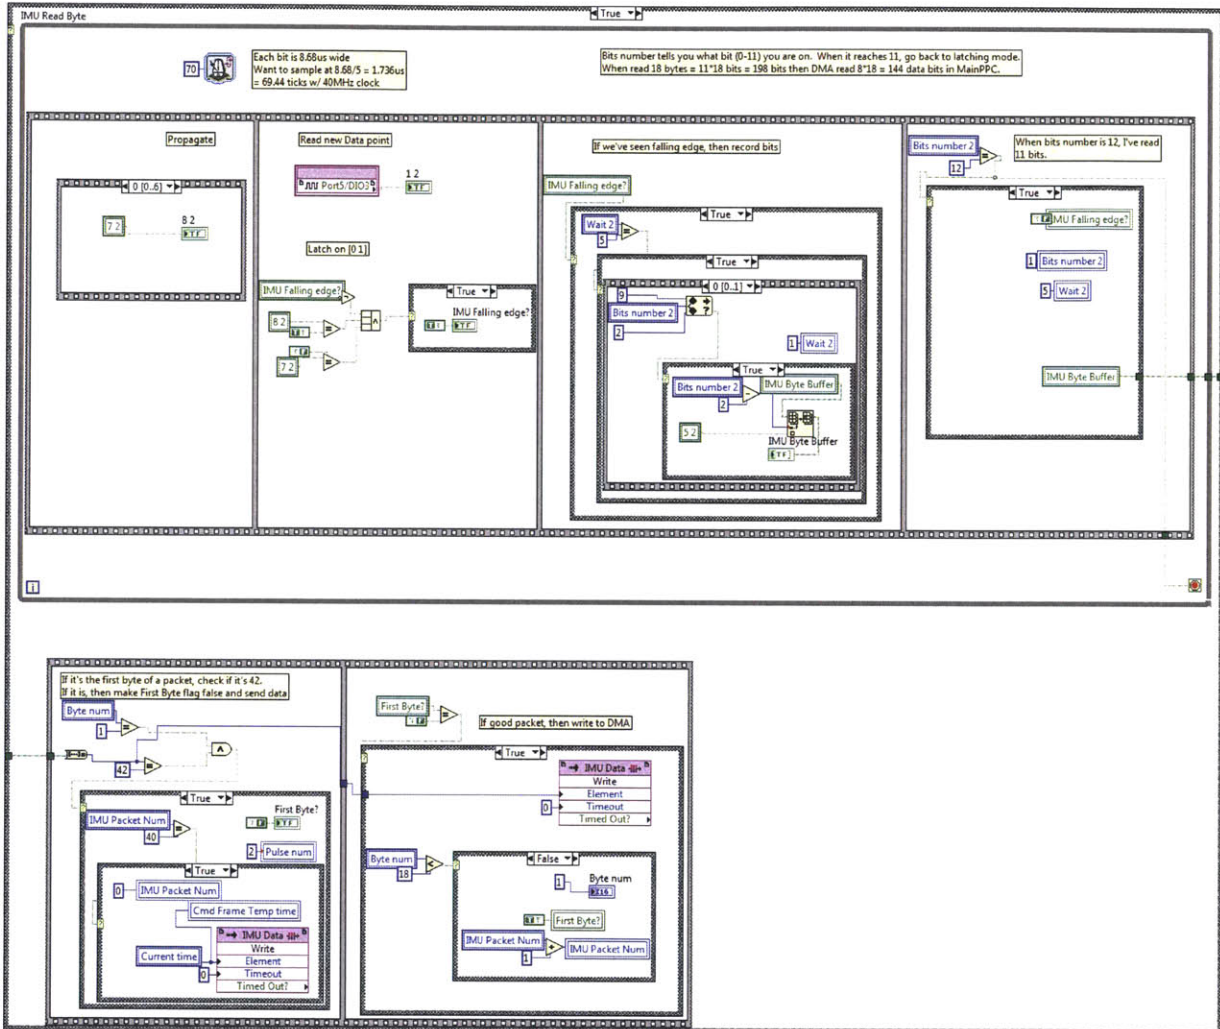 IMU Read Byte
True
70
Each bit is 8.68us wide
Want to sample at 8.68/5 = 1.736us
= 69.44 ticks w/ 40MHz clock
Bits number tells you what bit (0-11) you are on. When it reaches 11, go back to latching mode.
When read 18 bytes = 11*18 bits = 198 bits then DMA read 8*18 = 144 data bits in MainPPC.
Propagate
0 [0..6]
7 2
8 2
TF
Read new Data point
Port5/DIO3
1 2
TF
Latch on [0 1]
IMU Falling edge?
8 2
7 2
True
IMU Falling edge?
TF
If we've seen falling edge, then record bits
IMU Falling edge?
True
Wait 2
5
True
0 [0..1]
9
Bits number 2
2
1
Wait 2
True
Bits number 2
2
IMU Byte Buffer
5 2
IMU Byte Buffer
TF
Bits number 2
12
When bits number is 12, I've read
11 bits.
True
IMU Falling edge?
1
Bits number 2
5
Wait 2
IMU Byte Buffer
i
If it's the first byte of a packet, check if it's 42.
If it is, then make First Byte flag false and send data
Byte num
1
42
True
IMU Packet Num
40
First Byte?
TF
2
Pulse num
True
0
IMU Packet Num
Cmd Frame Temp time
Current time
0
IMU Data
Write
Element
Timeout
Timed Out?
First Byte?
If good packet, then write to DMA
True
0
IMU Data
Write
Element
Timeout
Timed Out?
Byte num
18
False
1
Byte num
First Byte?
IMU Packet Num
1
IMU Packet Num